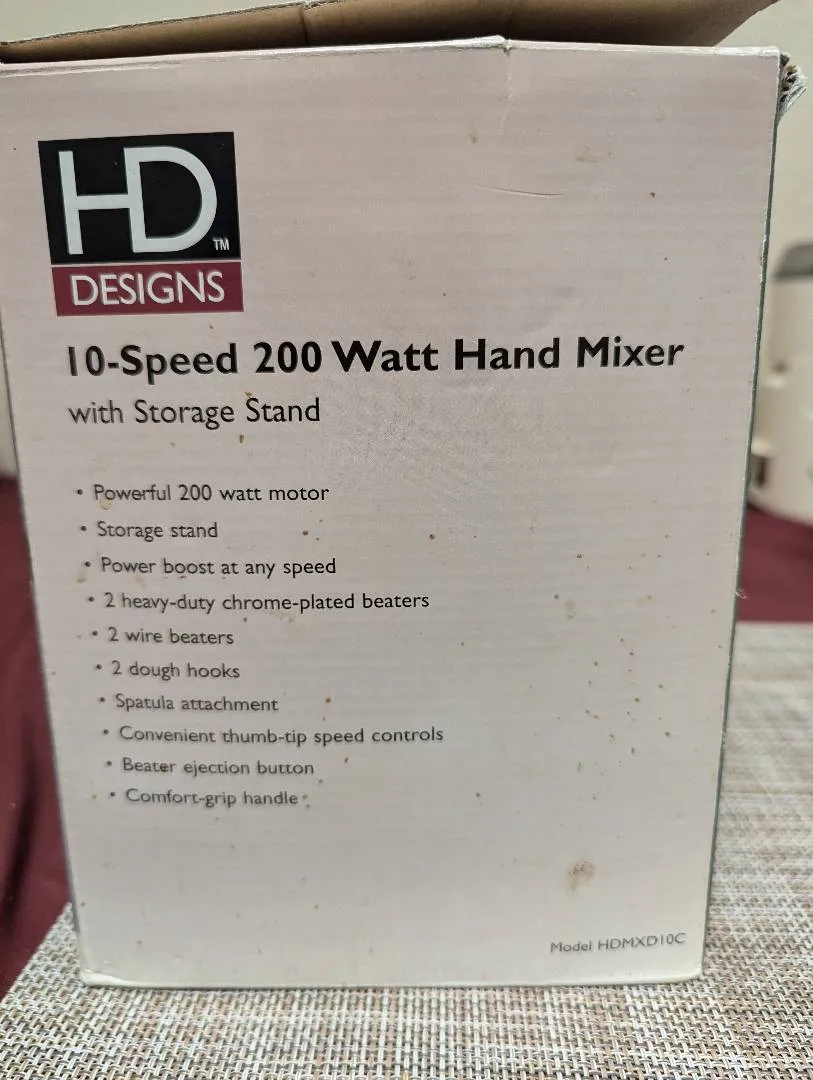 HD™
DESIGNS
10-Speed 200 Watt Hand Mixer
with Storage Stand
• Powerful 200 watt motor
• Storage stand
• Power boost at any speed
• 2 heavy-duty chrome-plated beaters
• 2 wire beaters
• 2 dough hooks
• Spatula attachment
• Convenient thumb-tip speed controls
• Beater ejection button
• Comfort-grip handle
Model HDMXD10C